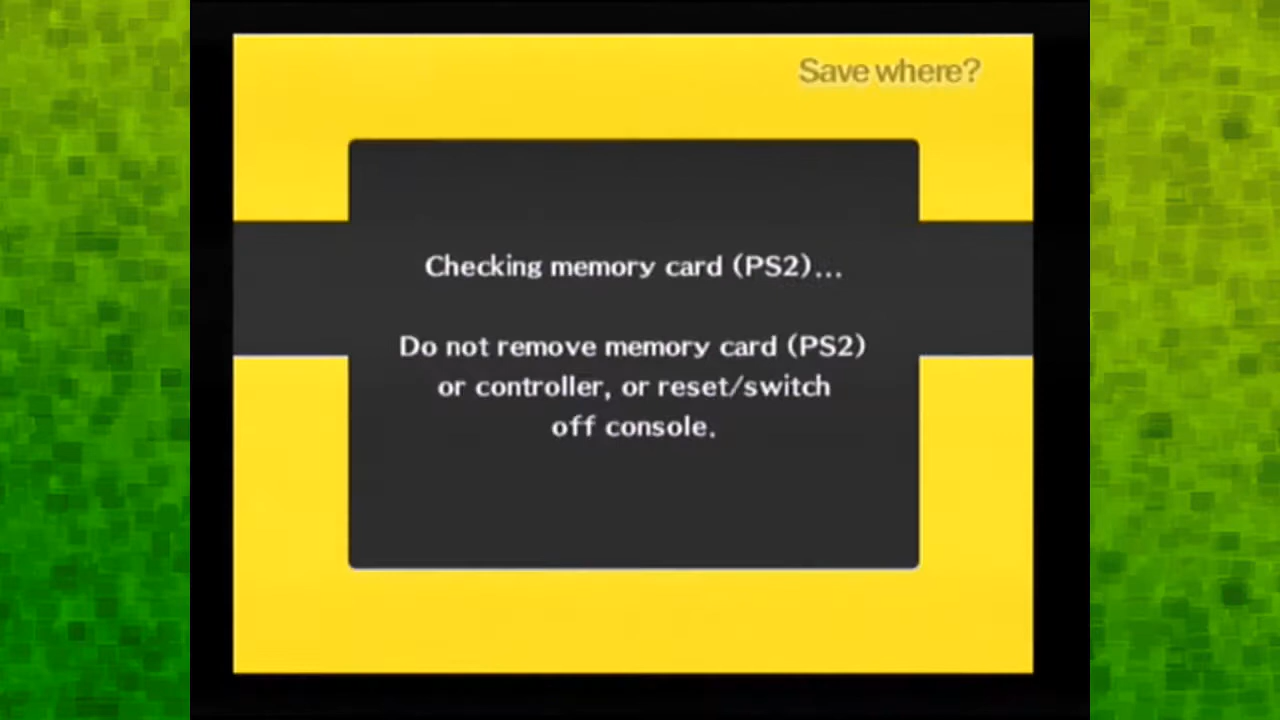 Save where?
Checking memory card (PS2)...
Do not remove memory card (PS2)
or controller, or reset/switch
off console.